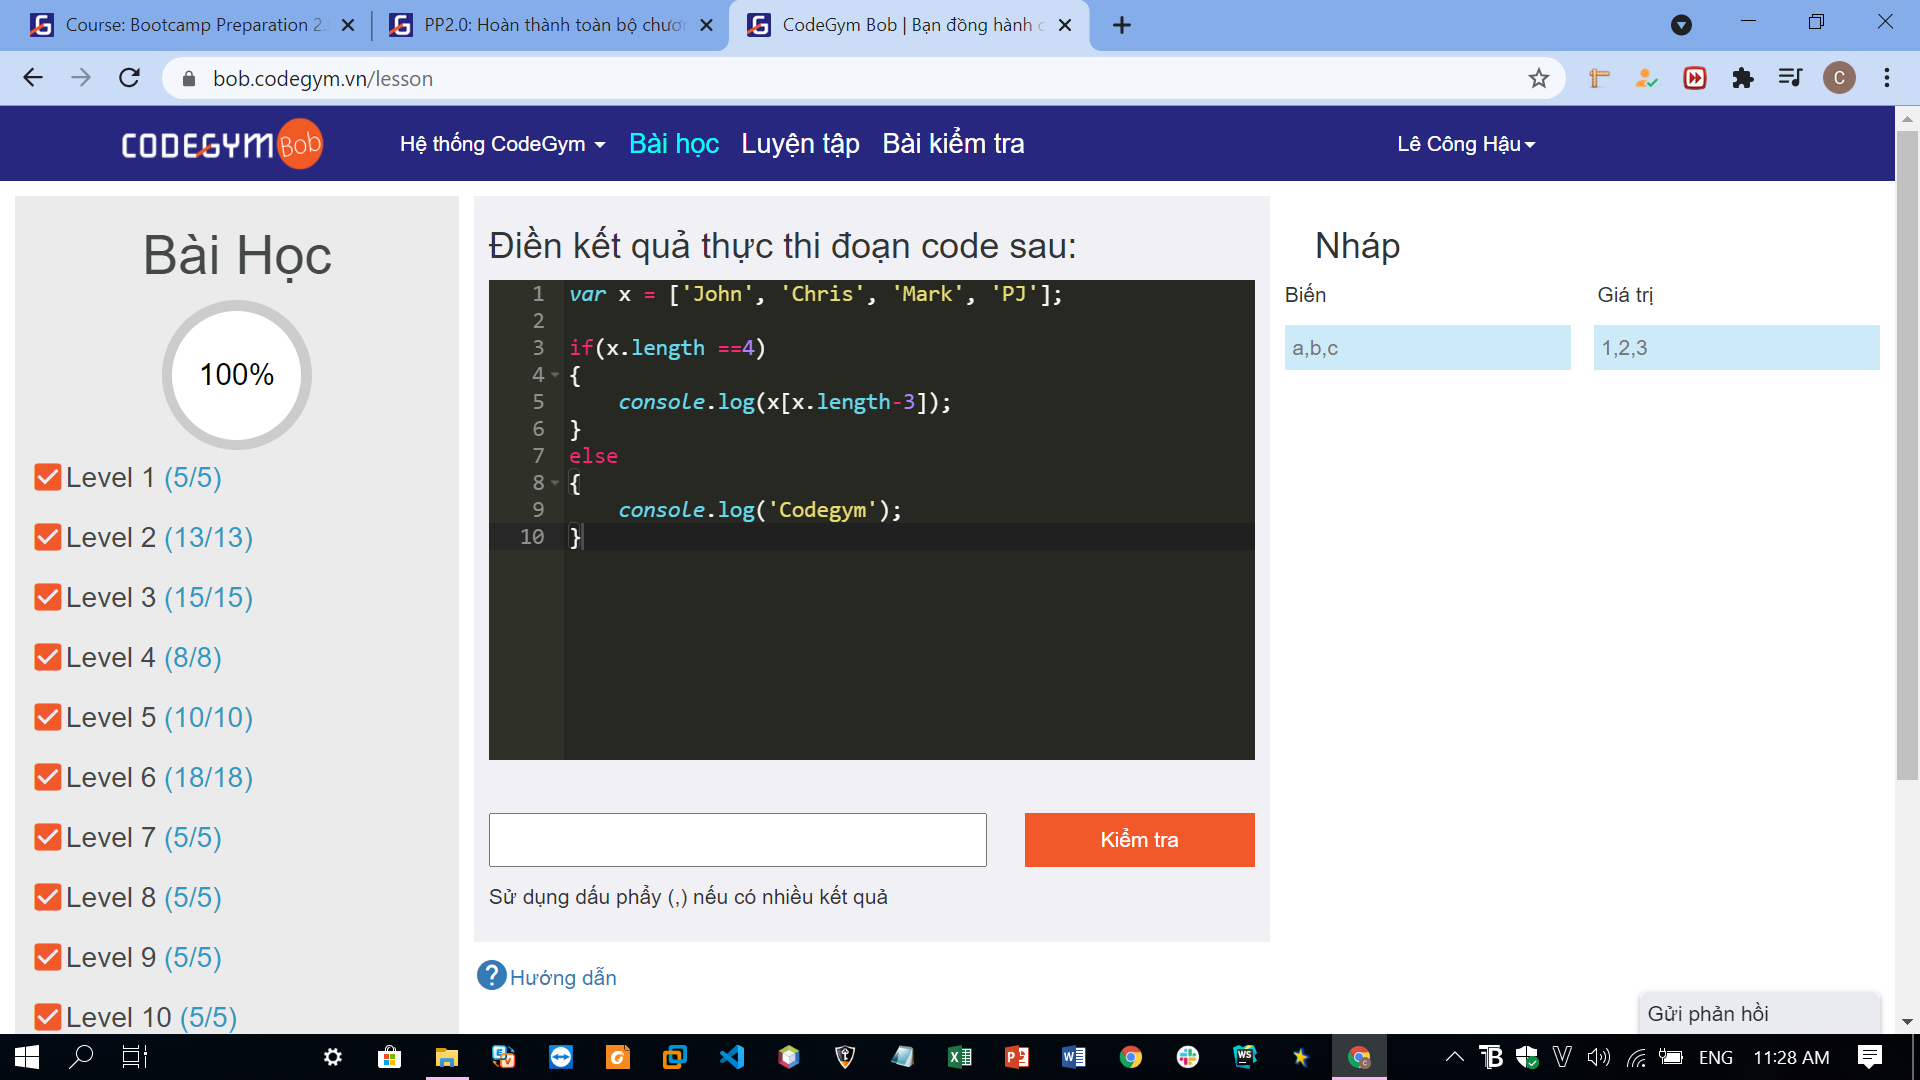 Course: Bootcamp Preparation 2.
PP2.0: Hoàn thành toàn bộ chươn
CodeGym Bob | Bạn đồng hành c
bob.codegym.vn/lesson
C
CODEGYM Bob
Hệ thống CodeGym
Bài học
Luyện tập
Bài kiểm tra
Lê Công Hậu
Bài Học
100%
Level 1 (5/5)
Level 2 (13/13)
Level 3 (15/15)
Level 4 (8/8)
Level 5 (10/10)
Level 6 (18/18)
Level 7 (5/5)
Level 8 (5/5)
Level 9 (5/5)
Level 10 (5/5)
Điền kết quả thực thi đoạn code sau:
1 var x = ['John', 'Chris', 'Mark', 'PJ'];
2
3 if(x.length ==4)
4 {
5     console.log(x[x.length-3]);
6 }
7 else
8 {
9     console.log('Codegym');
10 }
Kiểm tra
Sử dụng dấu phẩy (,) nếu có nhiều kết quả
? Hướng dẫn
Nháp
Biến
Giá trị
a,b,c
1,2,3
Gửi phản hồi
ENG
11:28 AM